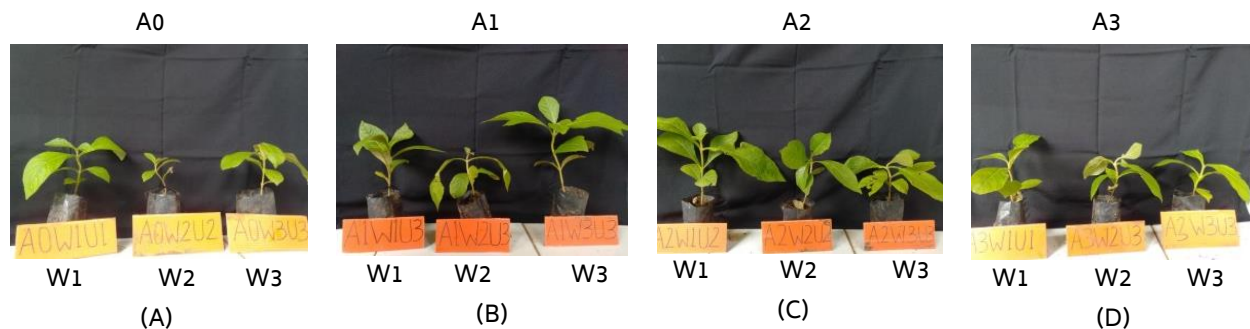 A0 A1 A2 A3
A0W1U1 A0W2U2 A0W3U3 A1W1U3 A1W2U3 A1W3U3 A2W1U2 A2W2U2 A2W3U3 A3W1U1 A3W2U3 A3W3U3
W1 W2 W3 W1 W2 W3 W1 W2 W3 W1 W2 W3
(A) (B) (C) (D)